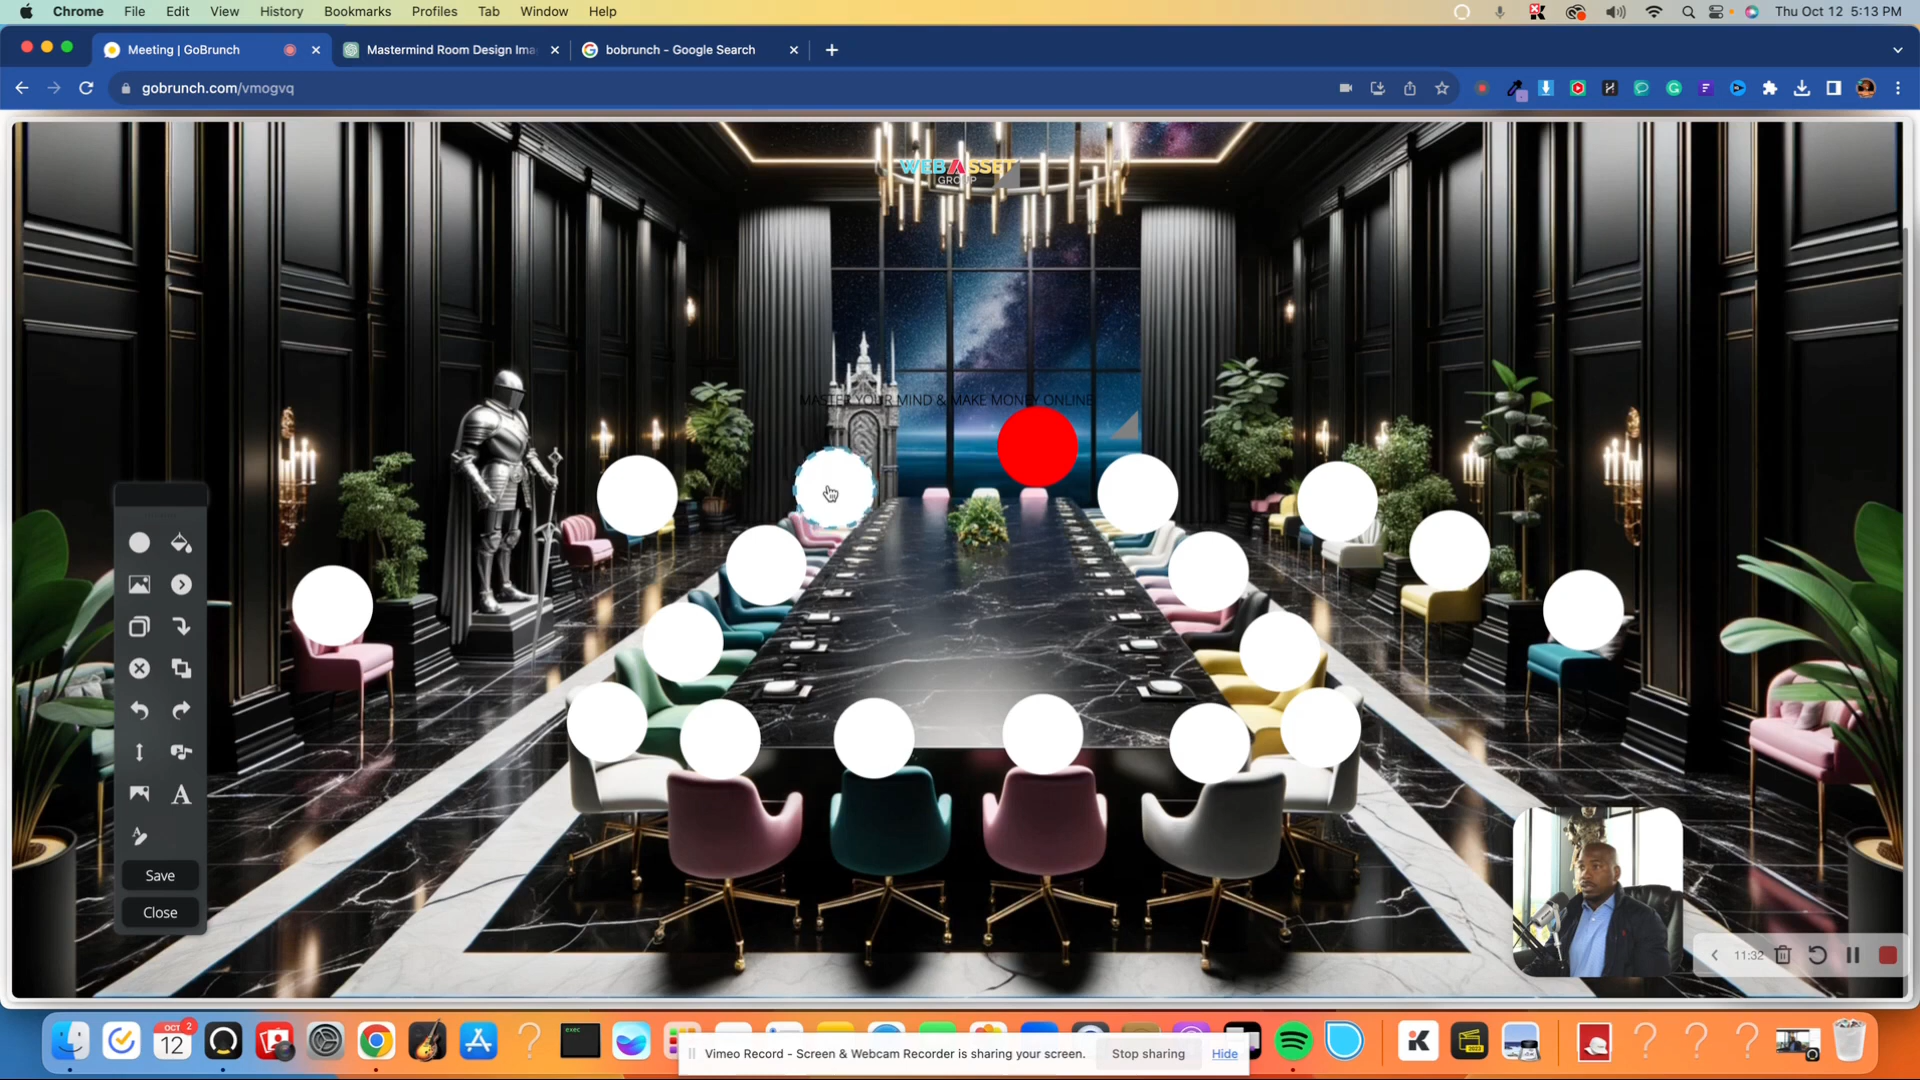 Chrome File Edit View History Bookmarks Profiles Tab Window Help Thu Oct 12 5:13 PM
Meeting | GoBrunch
Mastermind Room Design Ima
bobrunch - Google Search
gobrunch.com/vmogvq
WEB ASSET
GROUP
MASTER YOUR MIND & MAKE MONEY ONLINE
Save
Close
11:32
OCT 2
12
exec
Vimeo Record - Screen & Webcam Recorder is sharing your screen. Stop sharing Hide